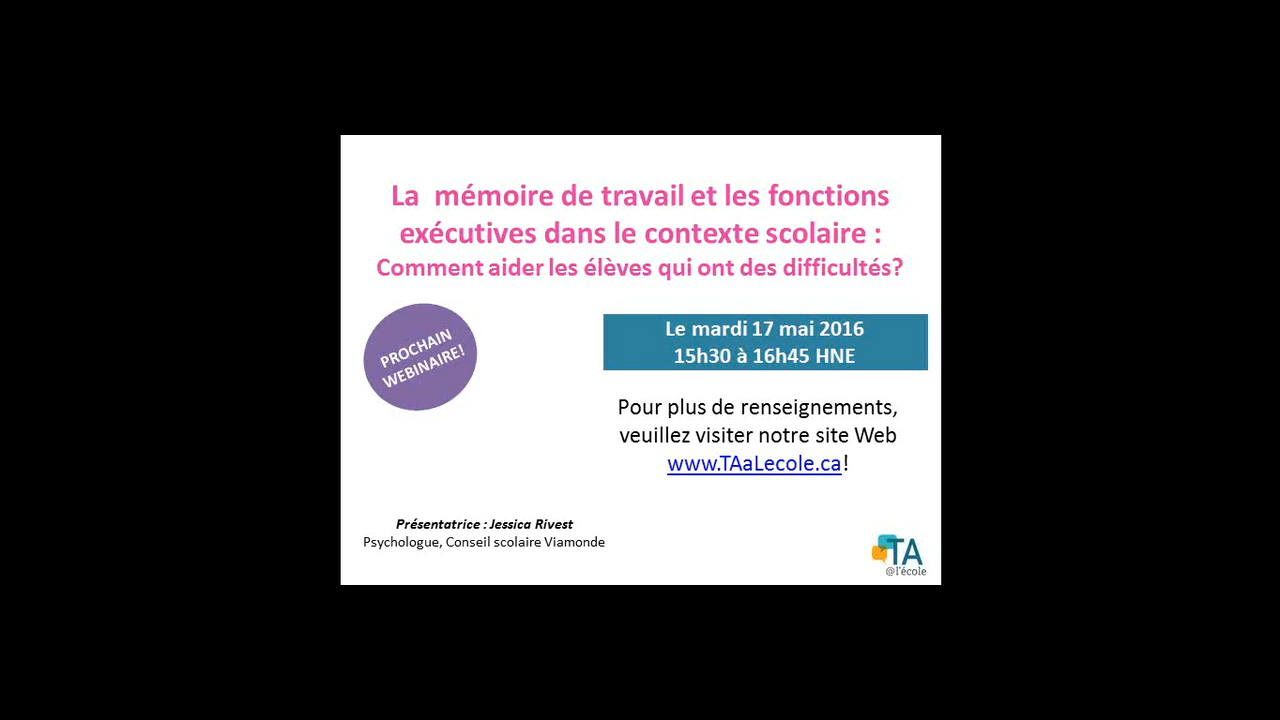 La mémoire de travail et les fonctions
exécutives dans le contexte scolaire :
Comment aider les élèves qui ont des difficultés?
PROCHAIN
WEBINAIRE!
Le mardi 17 mai 2016
15h30 à 16h45 HNE
Pour plus de renseignements,
veuillez visiter notre site Web
www.TAaLecole.ca!
Présentatrice : Jessica Rivest
Psychologue, Conseil scolaire Viamonde
TA
@l'école